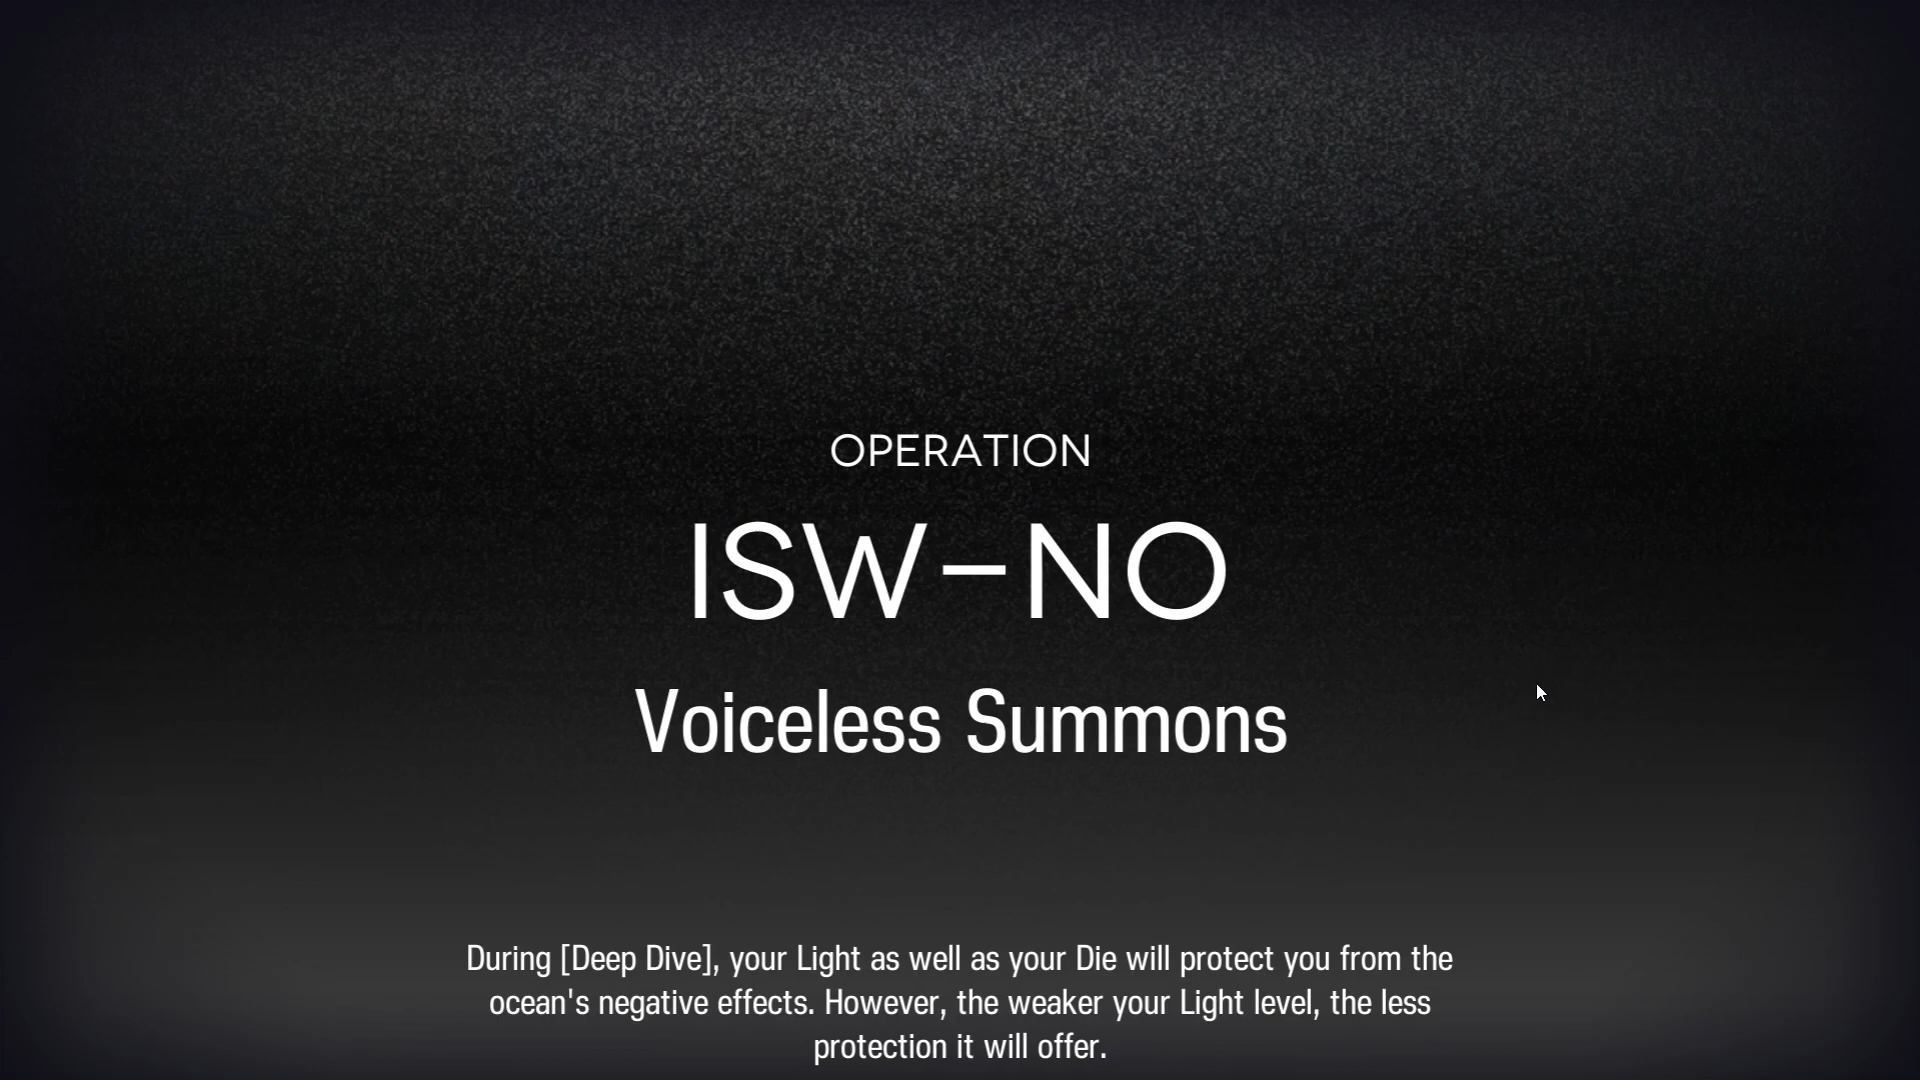 OPERATION
ISW-NO
Voiceless Summons
During [Deep Dive], your Light as well as your Die will protect you from the
ocean's negative effects. However, the weaker your Light level, the less
protection it will offer.